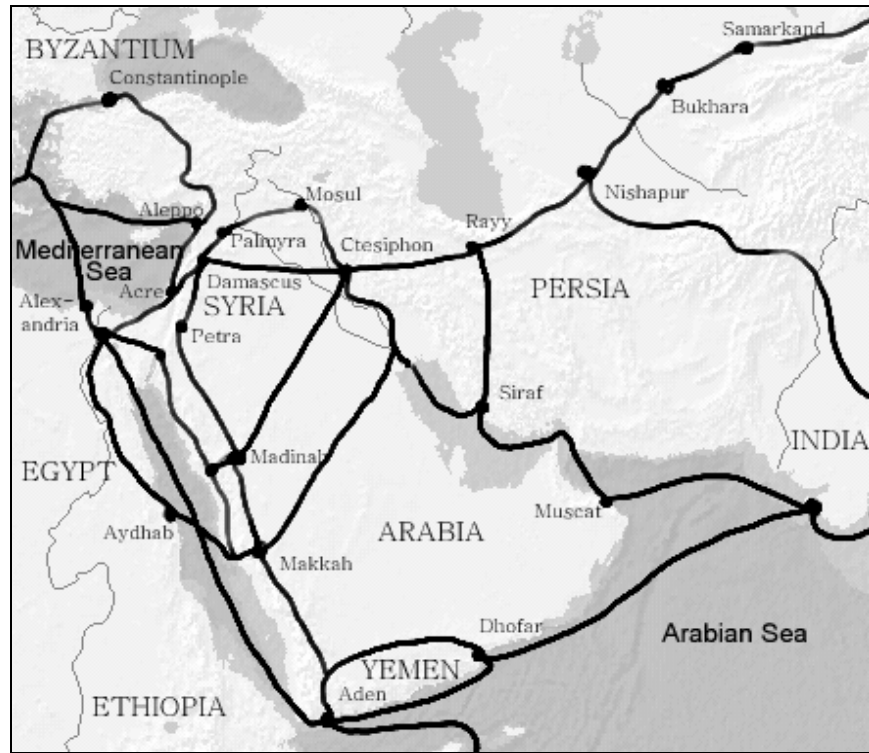 Samarkand
BYZANTIUM
Constantinople
Bukhara
Mosul
Nishapur
Aleppo
Rayy
Palmyra
Ctesiphon
Mediterranean
Sea
Acre
Damascus
PERSIA
Alex-
andria
SYRIA
Petra
Siraf
INDIA
Madinah
EGYPT
Muscat
Aydhab
ARABIA
Makkah
Dhofar
Arabian Sea
YEMEN
Aden
ETHIOPIA